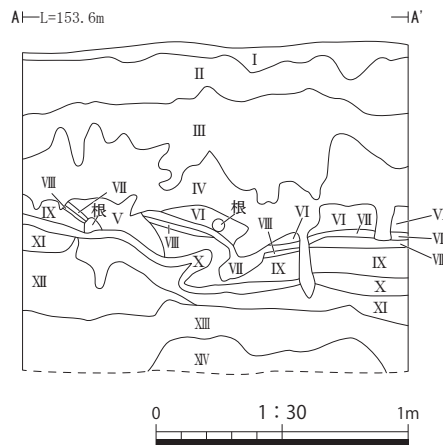 A L=153.6m A'
I
II
III
IV
VIII VII 根
IX V VI 根 VIII VI VI VII VI
XI VIII VII
XII X VII IX IX VII
X
XI
XIII
XIV
0 1：30 1m